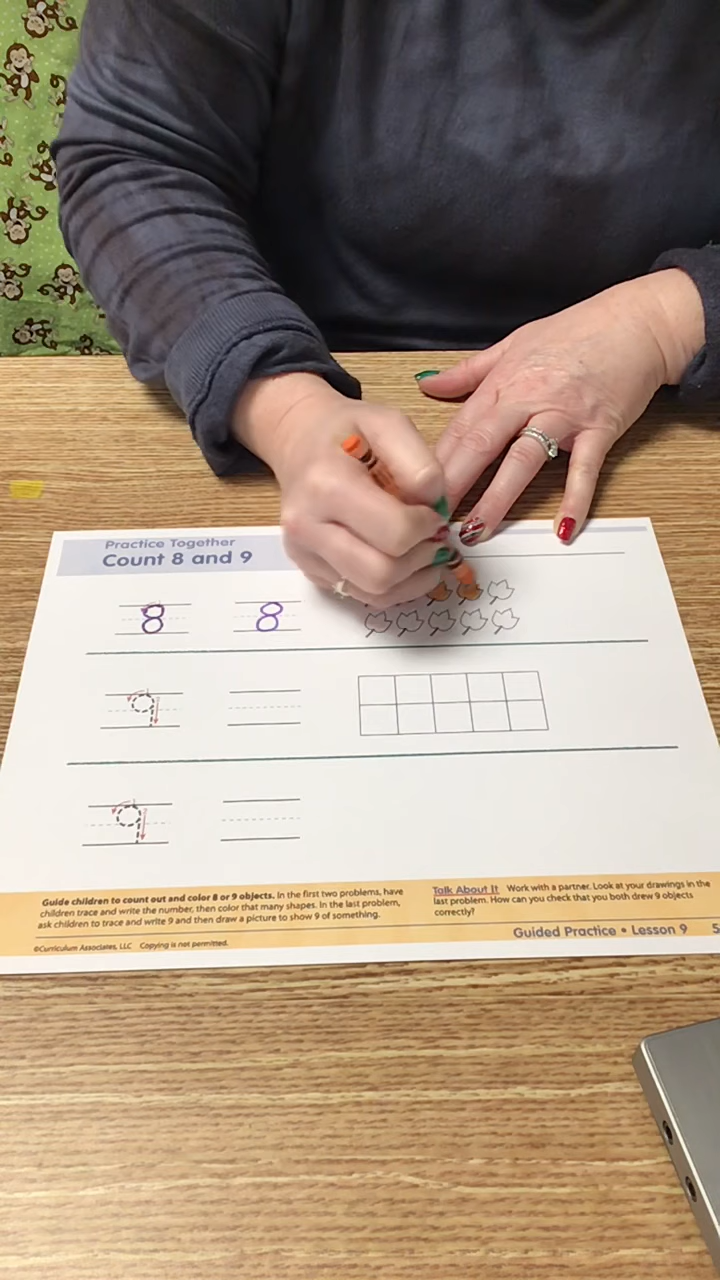 Practice Together
Count 8 and 9
8 8
9
9
Guide children to count out and color 8 or 9 objects. In the first two problems, have
children trace and write the number, then color that many shapes. In the last problem,
ask children to trace and write 9 and then draw a picture to show 9 of something.
Talk About It Work with a partner. Look at your drawings in the
last problem. How can you check that you both drew 9 objects
correctly?
©Curriculum Associates, LLC Copying is not permitted.
Guided Practice • Lesson 9